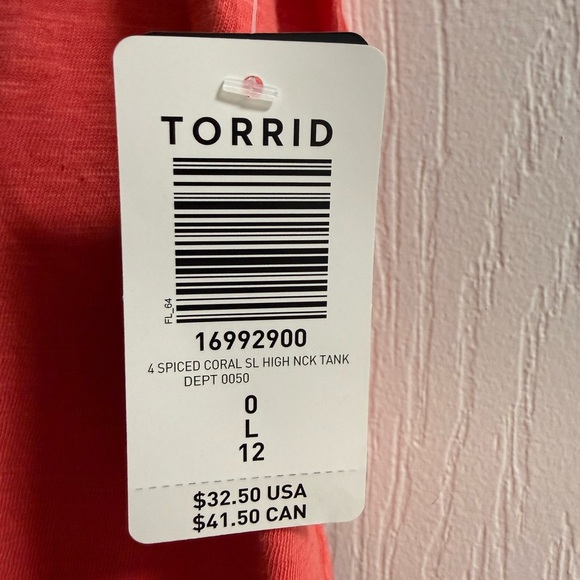 TORRID
FL_64
16992900
4 SPICED CORAL SL HIGH NCK TANK
DEPT 0050
0
L
12
$32.50 USA
$41.50 CAN